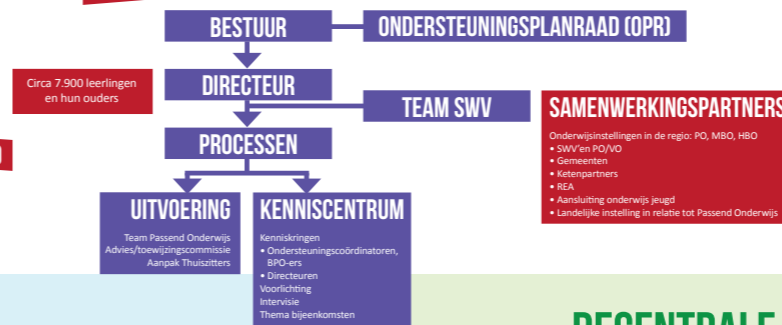 BESTUUR
ONDERSTEUNINGSPLANRAAD (OPR)
Circa 7.900 leerlingen
en hun ouders
DIRECTEUR
TEAM SWV
PROCESSEN
SAMENWERKINGSPARTNERS
Onderwijsinstellingen in de regio: PO, MBO, HBO
• SWV'en PO/VO
• Gemeenten
• Ketenpartners
• REA
• Aansluiting onderwijs jeugd
• Landelijke instelling in relatie tot Passend Onderwijs
UITVOERING
Team Passend Onderwijs
Advies/toewijzingscommissie
Aanpak Thuiszitters
KENNISCENTRUM
Kenniskringen
• Ondersteuningscoördinatoren,
BPO-ers
• Directeuren
Voorlichting
Intervisie
Thema bijeenkomsten
DECENTRALE